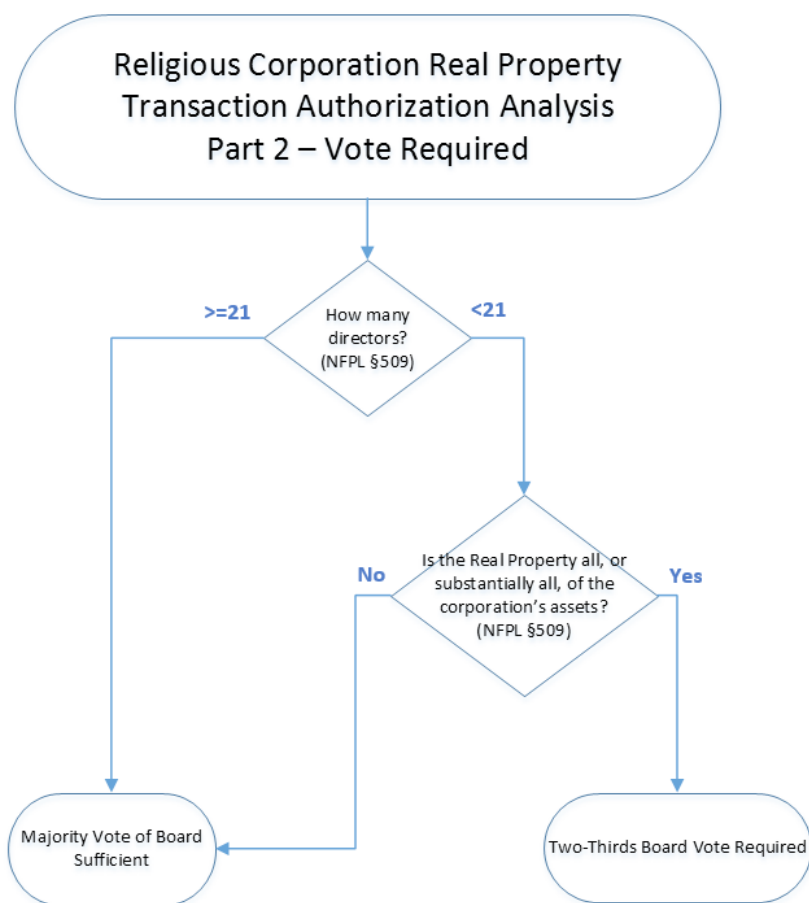 Religious Corporation Real Property
Transaction Authorization Analysis
Part 2 – Vote Required
>=21
<21
How many
directors?
(NFPL §509)
No
Yes
Is the Real Property all, or
substantially all, of the
corporation's assets?
(NFPL §509)
Majority Vote of Board
Sufficient
Two-Thirds Board Vote Required